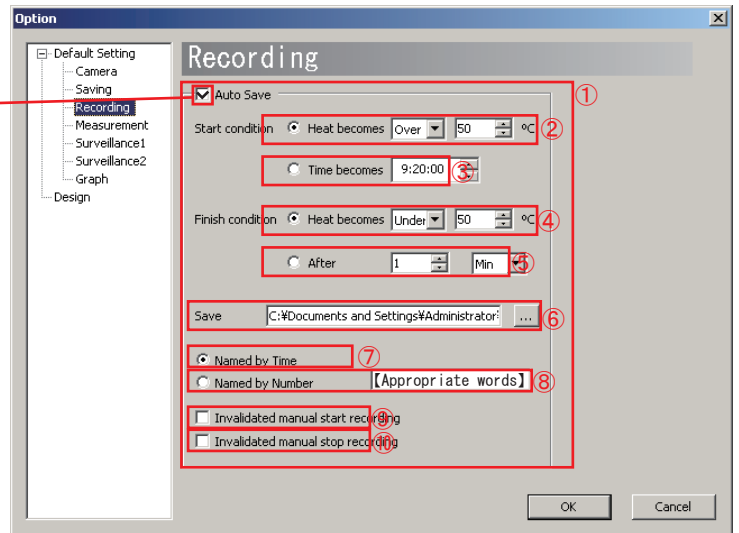 Option
Default Setting
Camera
Saving
Recording
Measurement
Surveillance1
Surveillance2
Graph
Design
Recording
Auto Save ①
Start condition Heat becomes Over 50 °C ②
Time becomes 9:20:00 ③
Finish condition Heat becomes Under 50 °C ④
After 1 Min ⑤
Save C:¥Documents and Settings¥Administrator¥ ... ⑥
Named by Time ⑦
Named by Number 【Appropriate words】 ⑧
Invalidated manual start recording ⑨
Invalidated manual stop recording ⑩
OK Cancel